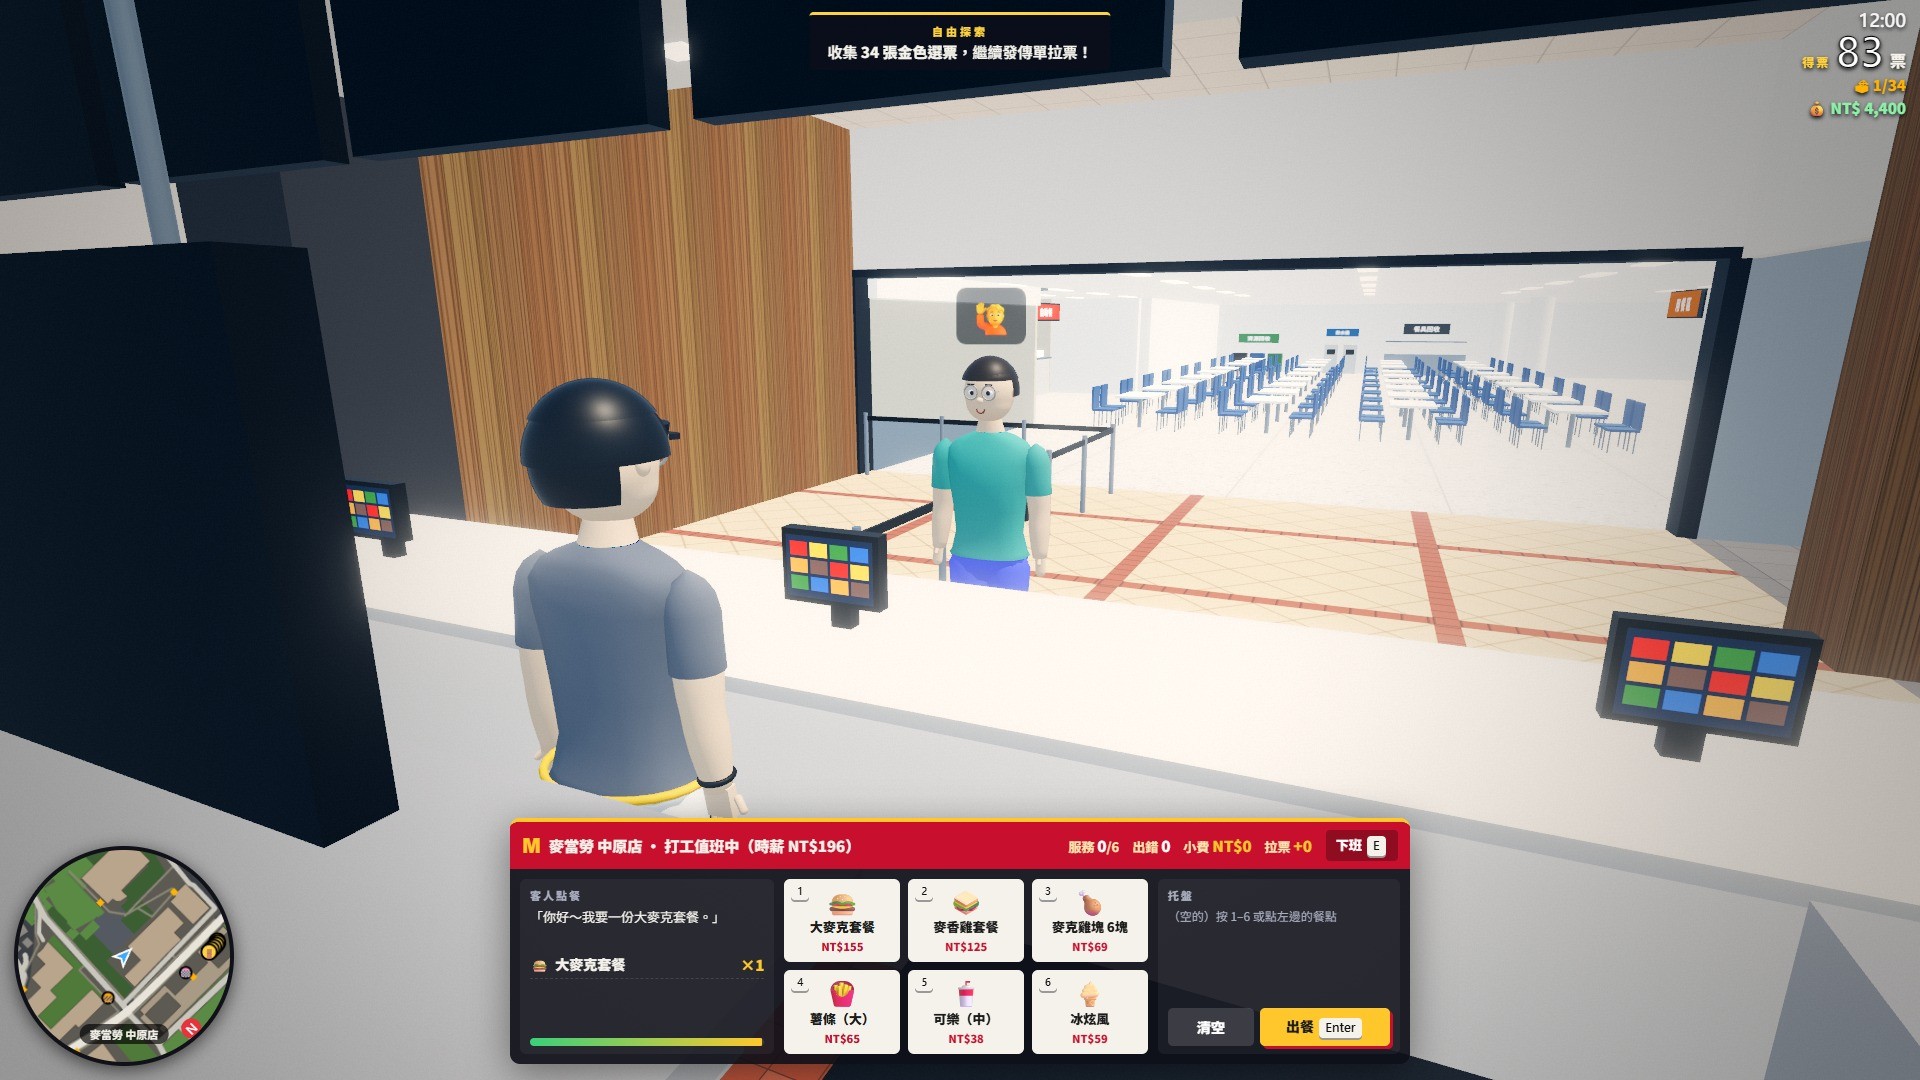 自由探索
收集 34 張金色選票，繼續發傳單拉票！
12:00
得票 83 票
1/34
NT$ 4,400
M 麥當勞 中原店・打工值班中（時薪 NT$196）
服務 0/6 出錯 0 小費 NT$0 拉票 +0 下班 E
客人點餐
「你好～我要一份大麥克套餐。」
大麥克套餐 ×1
1
大麥克套餐
NT$155
2
麥香雞套餐
NT$125
3
麥克雞塊 6塊
NT$69
4
薯條（大）
NT$65
5
可樂（中）
NT$38
6
冰炫風
NT$59
托盤
（空的）按 1–6 或點左邊的餐點
清空
出餐 Enter
麥當勞 中原店
N